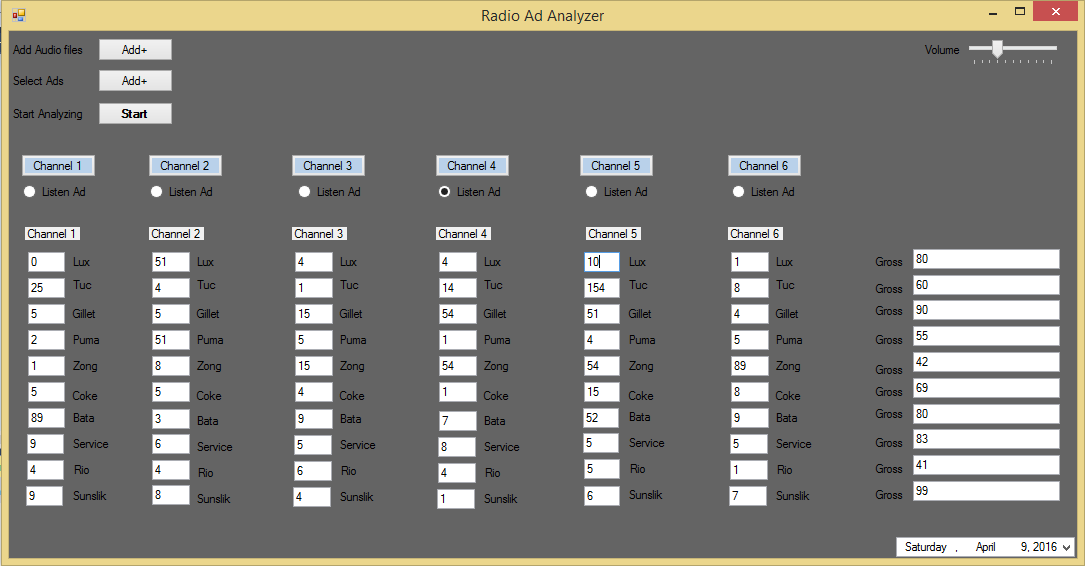 Radio Ad Analyzer
Add Audio files Add+ Volume
Select Ads Add+
Start Analyzing Start
Channel 1 Channel 2 Channel 3 Channel 4 Channel 5 Channel 6
Listen Ad Listen Ad Listen Ad Listen Ad Listen Ad Listen Ad
Channel 1 Channel 2 Channel 3 Channel 4 Channel 5 Channel 6
0 Lux 51 Lux 4 Lux 4 Lux 10 Lux 1 Lux Gross 80
25 Tuc 4 Tuc 1 Tuc 14 Tuc 154 Tuc 8 Tuc Gross 60
5 Gillet 5 Gillet 15 Gillet 54 Gillet 51 Gillet 4 Gillet Gross 90
2 Puma 51 Puma 5 Puma 1 Puma 4 Puma 5 Puma Gross 55
1 Zong 8 Zong 15 Zong 54 Zong 54 Zong 89 Zong Gross 42
5 Coke 5 Coke 4 Coke 1 Coke 15 Coke 8 Coke Gross 69
89 Bata 3 Bata 9 Bata 7 Bata 52 Bata 9 Bata Gross 80
9 Service 6 Service 5 Service 8 Service 5 Service 5 Service Gross 83
4 Rio 4 Rio 6 Rio 4 Rio 5 Rio 1 Rio Gross 41
9 Sunslik 8 Sunslik 4 Sunslik 1 Sunslik 6 Sunslik 7 Sunslik Gross 99
Saturday , April 9, 2016